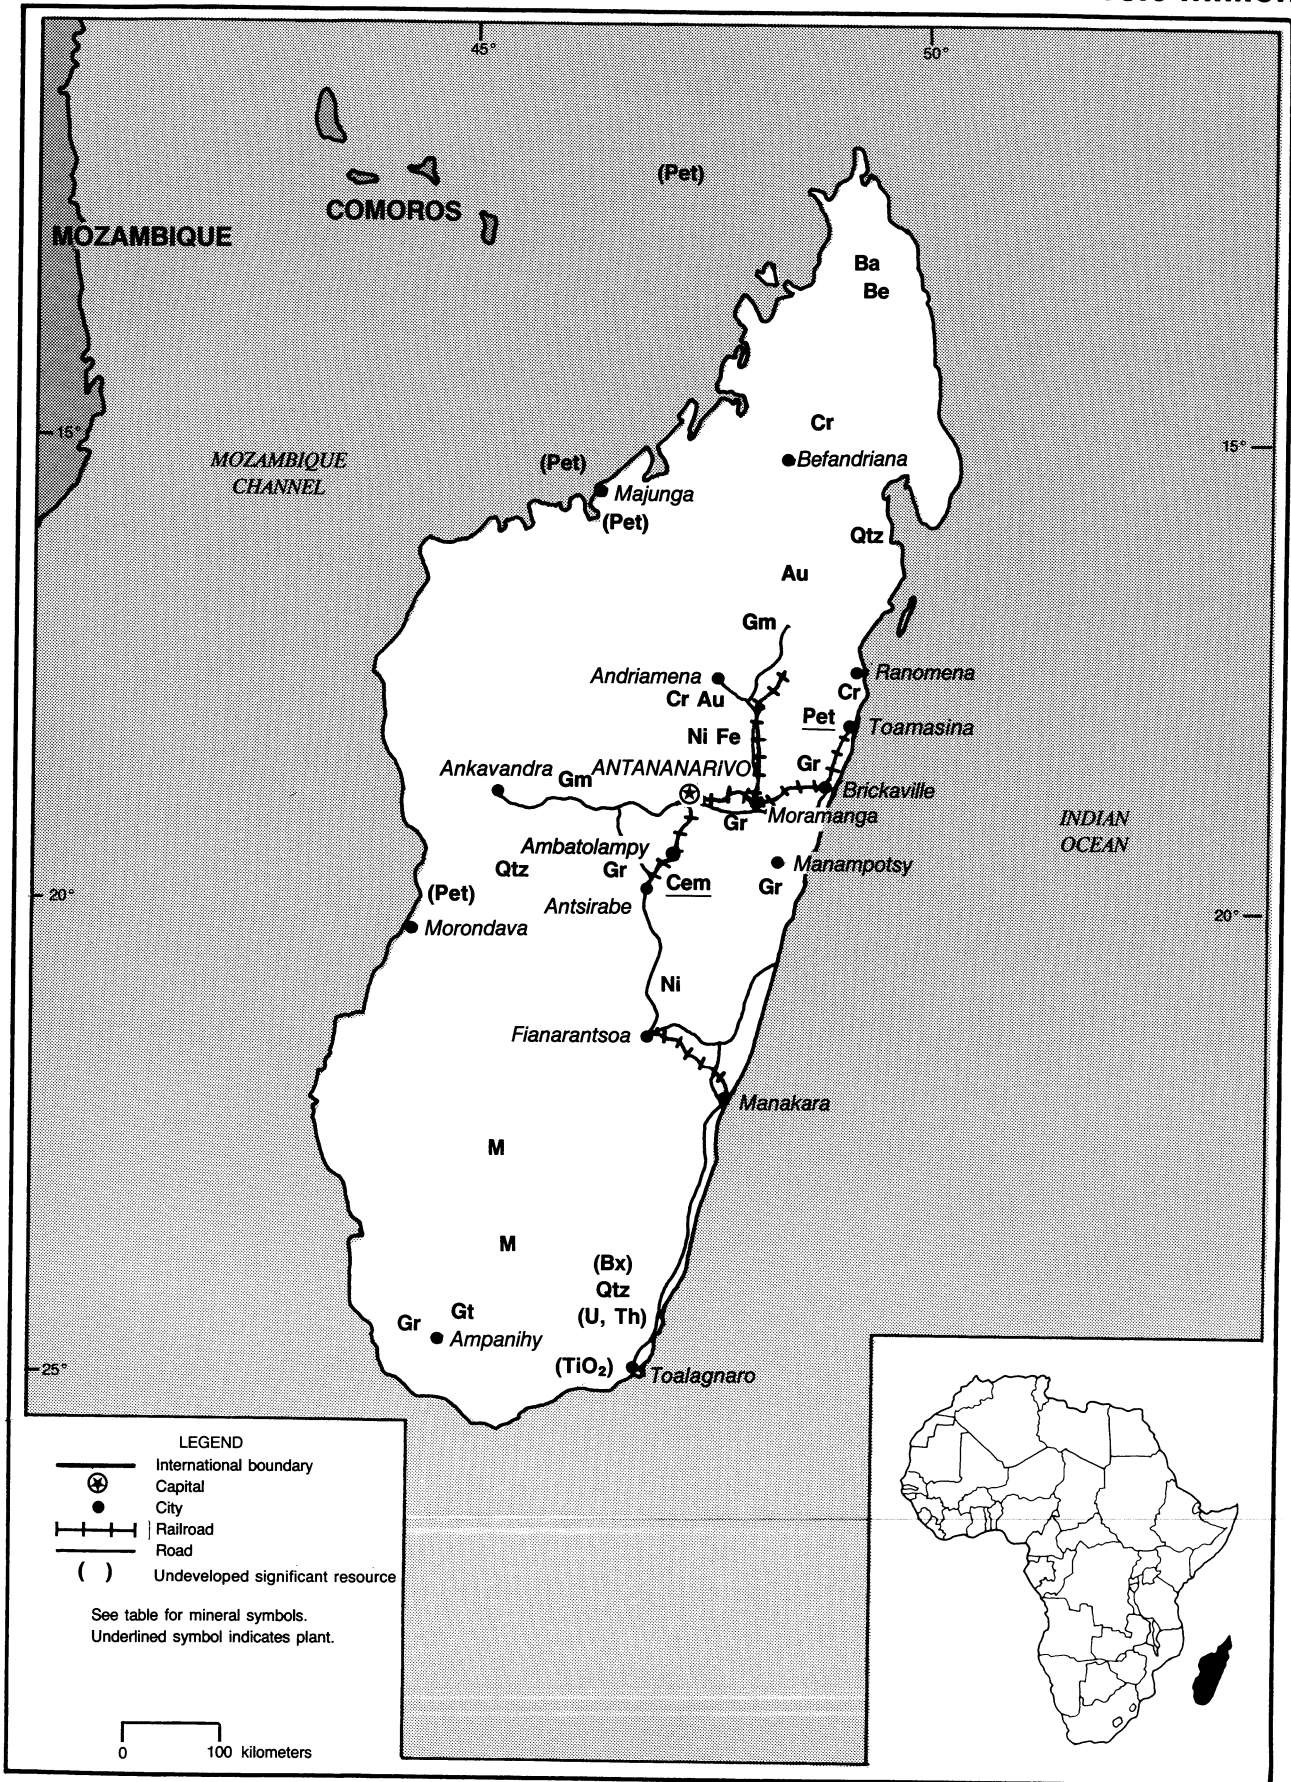 45°
50°
(Pet)
COMOROS
MOZAMBIQUE
Ba
Be
Cr
15°
15°
MOZAMBIQUE
CHANNEL
(Pet)
Befandriana
Majunga
(Pet)
Qtz
Au
Gm
Andriamena
Ranomena
Cr Au
Cr
Pet
Toamasina
Ni Fe
Ankavandra
Gm
ANTANANARIVO
Gr
Brickaville
Moramanga
Gr
INDIAN
OCEAN
Ambatolampy
Manampotsy
Qtz
Gr
Cem
Gr
20°
(Pet)
Antsirabe
20°
Morondava
Ni
Fianarantsoa
Manakara
M
M
(Bx)
Qtz
(U, Th)
Gt
Gr
Ampanihy
25°
(TiO₂)
Toalagnaro
LEGEND
International boundary
Capital
City
Railroad
Road
( ) Undeveloped significant resource
See table for mineral symbols.
Underlined symbol indicates plant.
0 100 kilometers